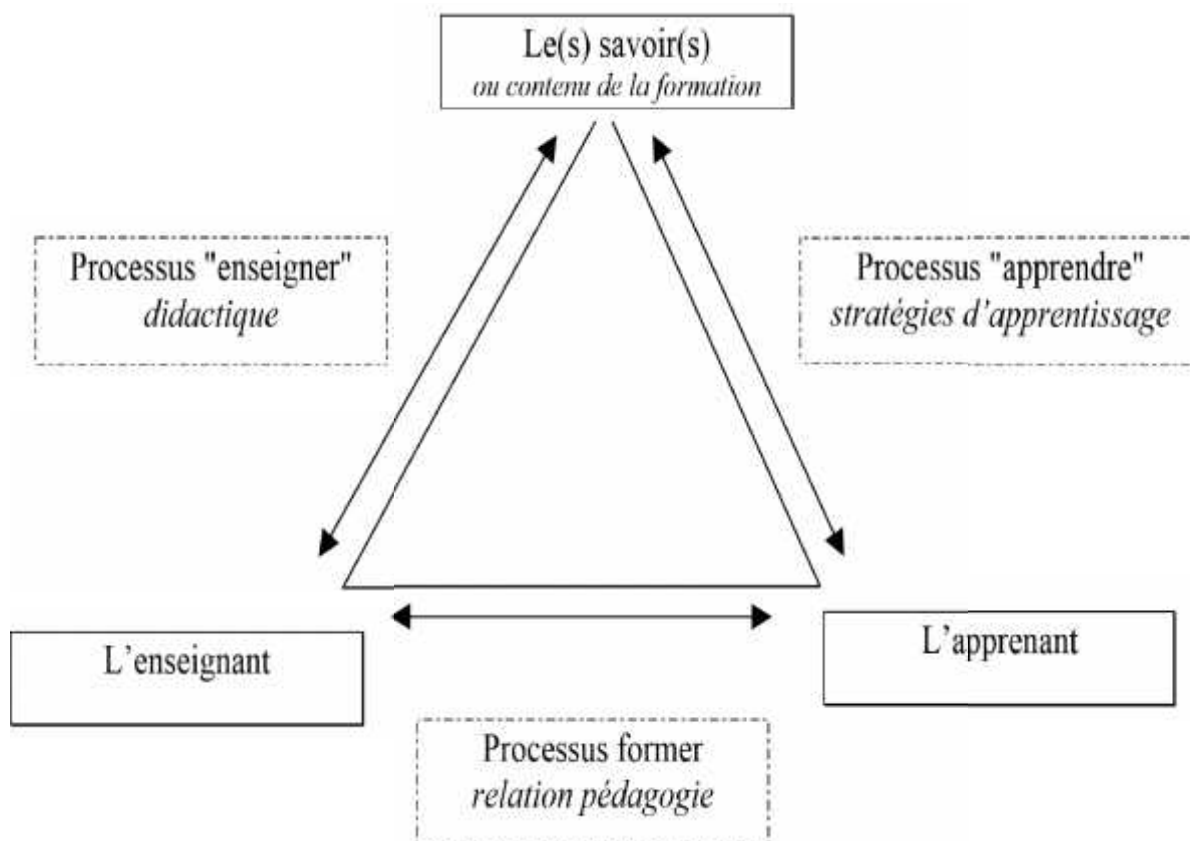 Le(s) savoir(s)
ou contenu de la formation
Processus "enseigner"
didactique
Processus "apprendre"
stratégies d'apprentissage
L'enseignant
L'apprenant
Processus former
relation pédagogie